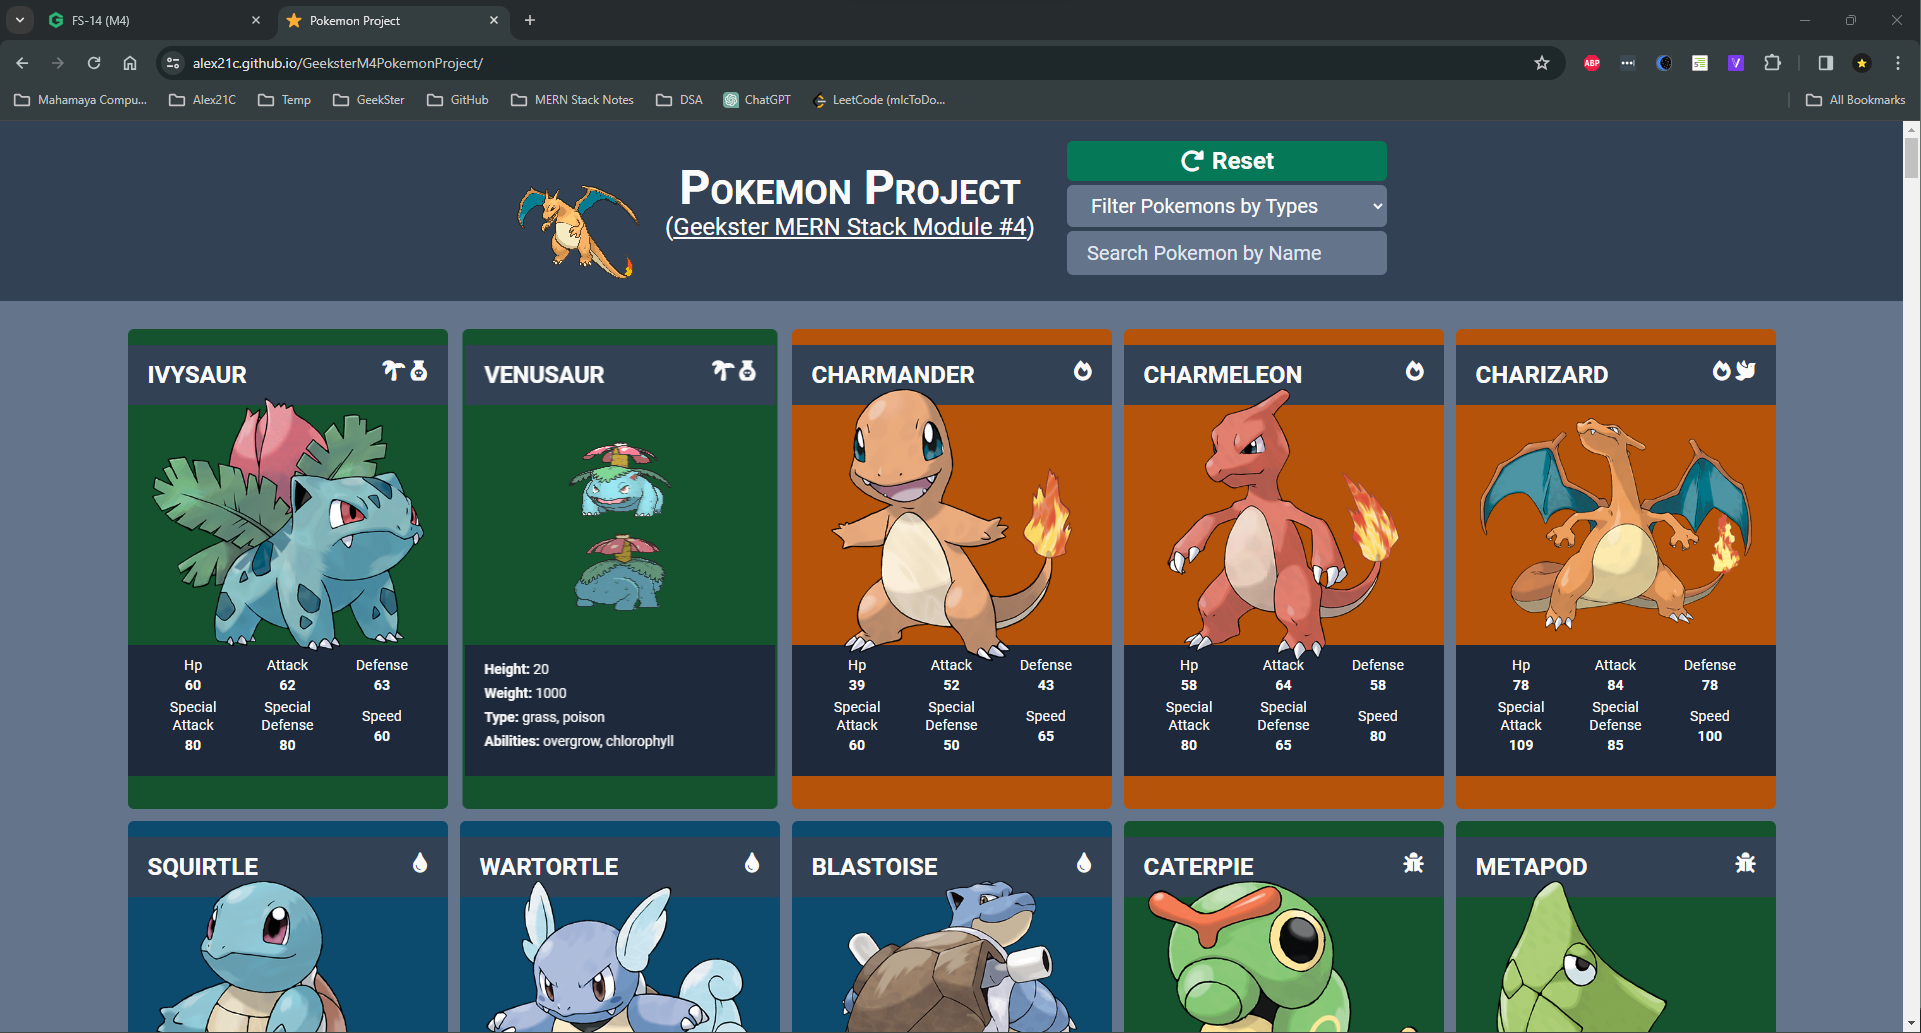 FS-14 (M4)
Pokemon Project
alex21c.github.io/GeeksterM4PokemonProject/
ABP
Mahamaya Compu...
Alex21C
Temp
GeekSter
GitHub
MERN Stack Notes
DSA
ChatGPT
LeetCode (mlcToDo...
All Bookmarks
Pokemon Project
(Geekster MERN Stack Module #4)
Reset
Filter Pokemons by Types
Search Pokemon by Name
IVYSAUR
Hp Attack Defense
60 62 63
Special Attack Special Defense Speed
80 80 60
VENUSAUR
Height: 20
Weight: 1000
Type: grass, poison
Abilities: overgrow, chlorophyll
CHARMANDER
Hp Attack Defense
39 52 43
Special Attack Special Defense Speed
60 50 65
CHARMELEON
Hp Attack Defense
58 64 58
Special Attack Special Defense Speed
80 65 80
CHARIZARD
Hp Attack Defense
78 84 78
Special Attack Special Defense Speed
109 85 100
SQUIRTLE
WARTORTLE
BLASTOISE
CATERPIE
METAPOD